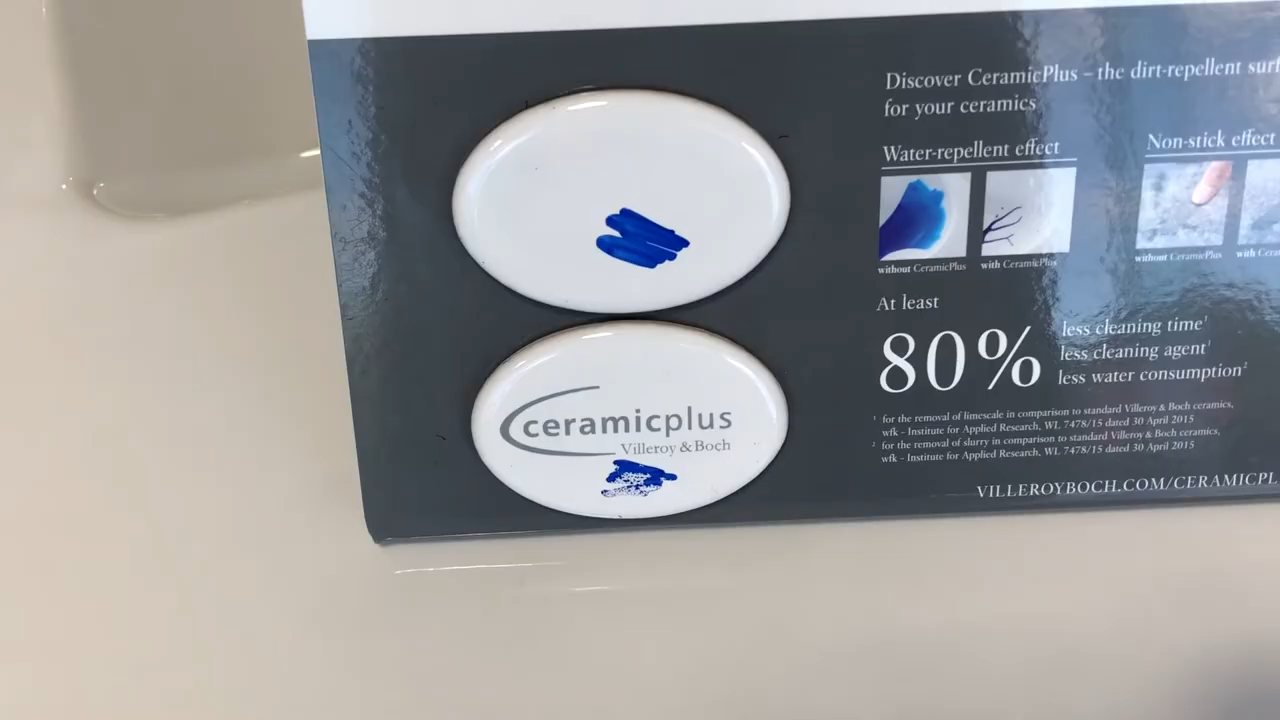 Discover CeramicPlus – the dirt-repellent
for your ceramics
Water-repellent effect
Non-stick effect
without CeramicPlus
with CeramicPlus
without CeramicPlus
with
At least
80%
less cleaning time¹
less cleaning agent¹
less water consumption²
¹ for the removal of limescale in comparison to standard Villeroy & Boch ceramics,
wfk – Institute for Applied Research, WL 7478/15 dated 30 April 2015
² for the removal of slurry in comparison to standard Villeroy & Boch ceramics,
wfk – Institute for Applied Research, WL 7478/15 dated 30 April 2015
VILLEROYBOCH.COM/CERAMICPL
ceramicplus
Villeroy & Boch